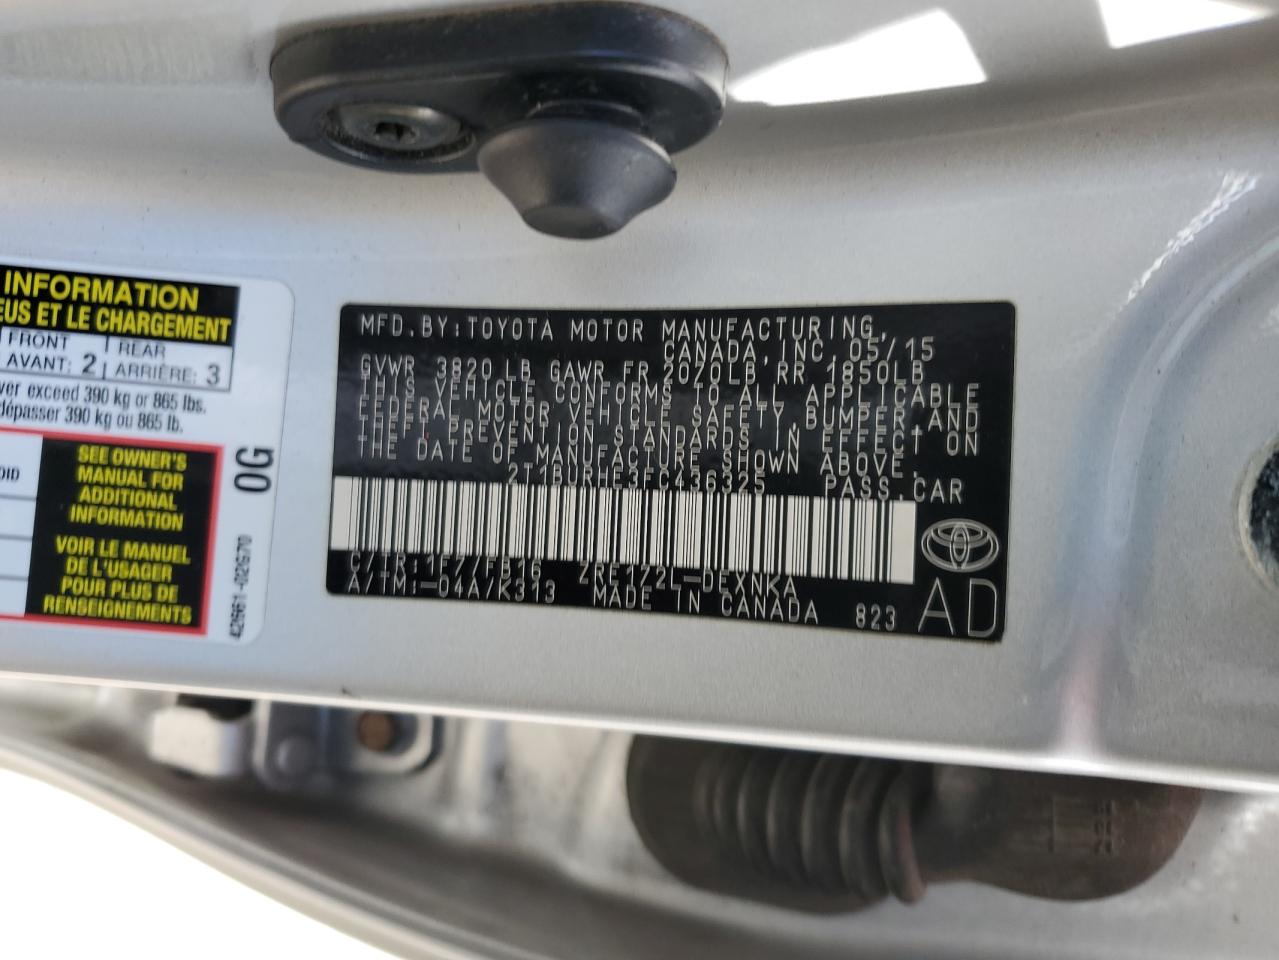 INFORMATION
EUS ET LE CHARGEMENT
FRONT
AVANT: 2
REAR
ARRIÈRE: 3
ver exceed 390 kg or 865 lbs.
dépasser 390 kg ou 865 lb.
OID
SEE OWNER'S
MANUAL FOR
ADDITIONAL
INFORMATION
VOIR LE MANUEL
DE L'USAGER
POUR PLUS DE
RENSEIGNEMENTS
0G
MFD.BY:TOYOTA MOTOR MANUFACTURING,
CANADA,INC.05/15
GVWR 3820 LB GAWR FR 2070LB RR 1850LB
THIS VEHICLE CONFORMS TO ALL APPLICABLE
FEDERAL MOTOR VEHICLE SAFETY, BUMPER, AND
THEFT PREVENTION STANDARDS IN EFFECT ON
THE DATE OF MANUFACTURE SHOWN ABOVE.
2T1BURHE3FC436325 PASS.CAR
C/TR:1F7/FB16 ZRE172L-DEXNKA
A/TM:-04A/K313 MADE IN CANADA 823
AD